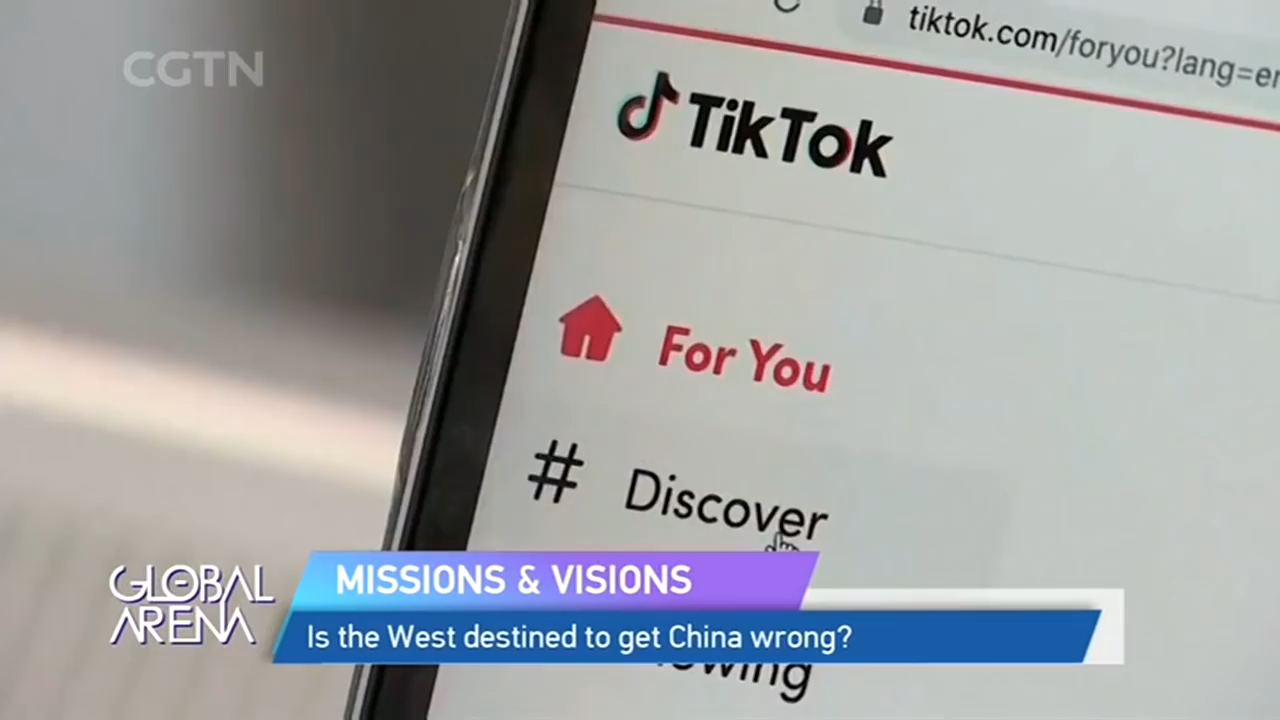 CGTN
tiktok.com/foryou?lang=en
TikTok
For You
# Discover
GLOBAL
ARENA
MISSIONS & VISIONS
Is the West destined to get China wrong?